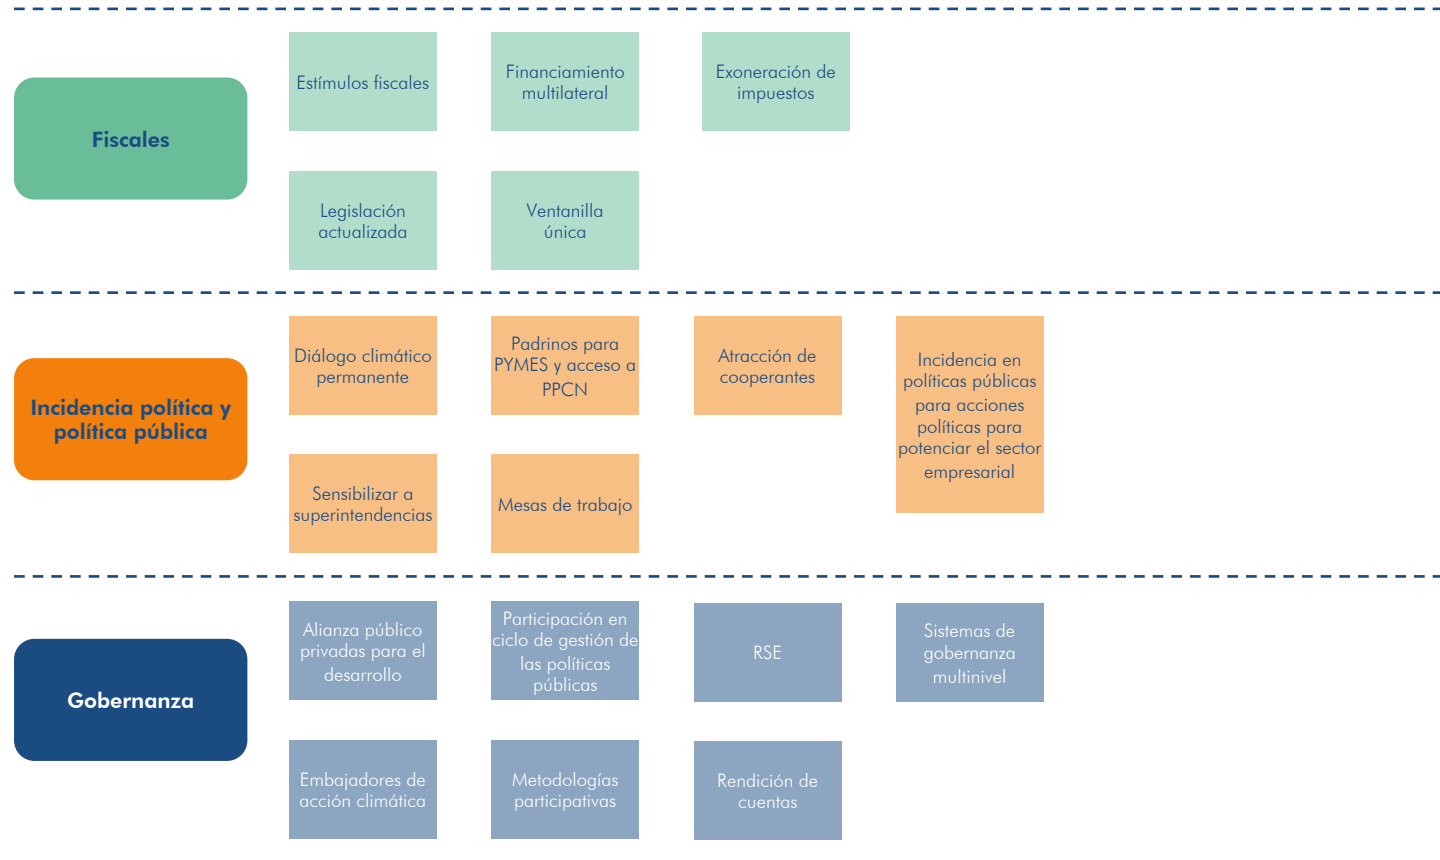 Fiscales
Estímulos fiscales
Financiamiento
multilateral
Exoneración de
impuestos
Legislación
actualizada
Ventanilla
única
Incidencia política y
política pública
Diálogo climático
permanente
Padrinos para
PYMES y acceso a
PPCN
Atracción de
cooperantes
Incidencia en
políticas públicas
para acciones
políticas para
potenciar el sector
empresarial
Sensibilizar a
superintendencias
Mesas de trabajo
Gobernanza
Alianza público
privadas para el
desarrollo
Participación en
ciclo de gestión de
las políticas
públicas
RSE
Sistemas de
gobernanza
multinivel
Embajadores de
acción climática
Metodologías
participativas
Rendición de
cuentas